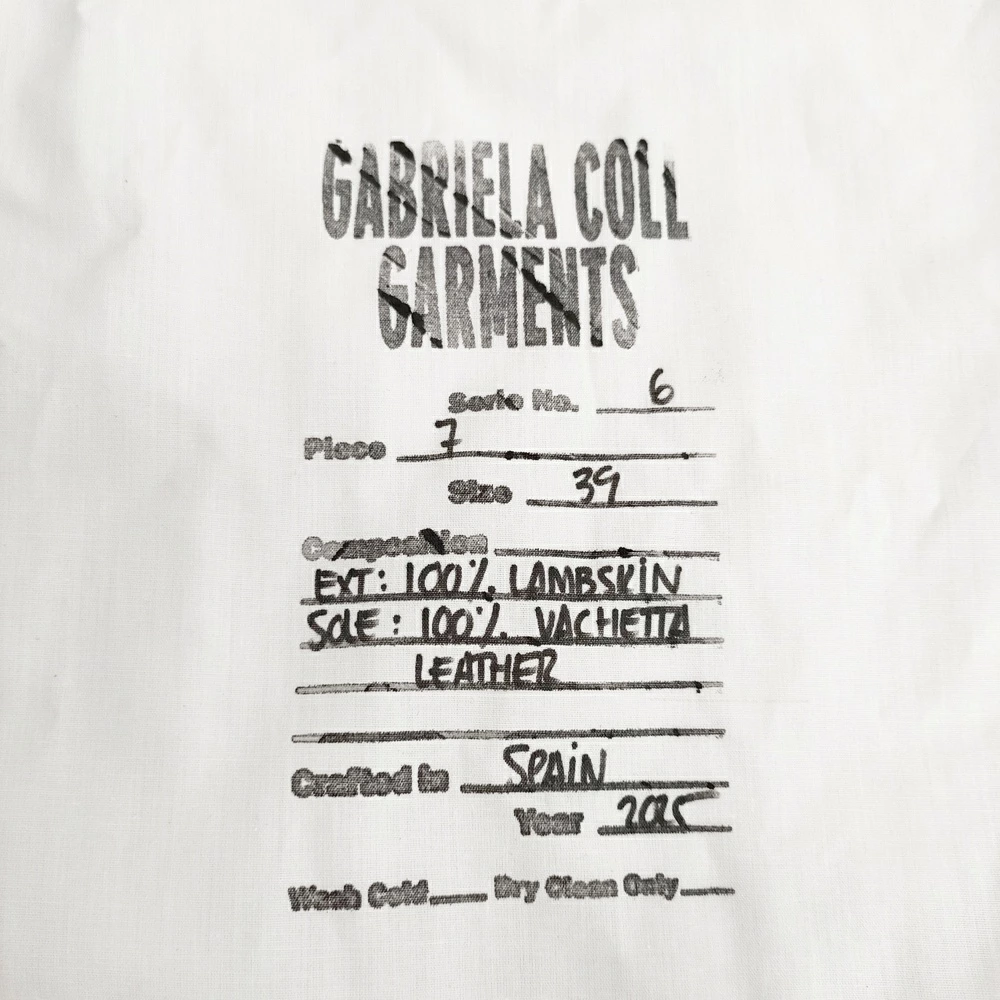 GABRIELA COLL
GARMENTS
Serie No. 6
Piece 7
Size 39
Composition
EXT: 100% LAMBSKIN
SOLE: 100% VACHETTA
LEATHER
Crafted in SPAIN
Year 2025
Wash Cold Dry Clean Only